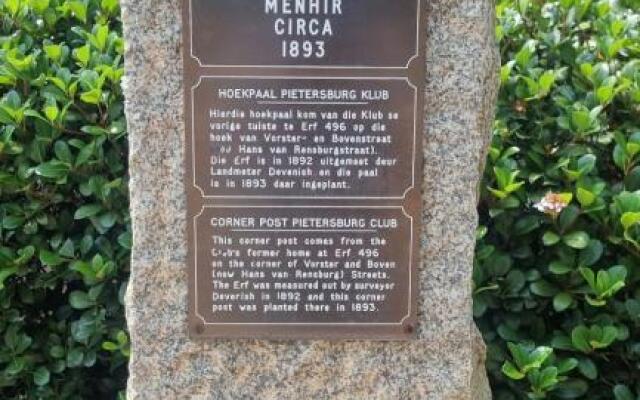 MENHIR
CIRCA
1893
HOEKPAAL PIETERSBURG KLUB
Hierdie hoekpaal kom van die Klub se
vorige tuiste te Erf 496 op die
hoek van Vorster- en Bovenstraat
Hans van Rensburgstraat).
Die Erf is in 1892 uitgemeet deur
Landmeter Devenish en die paal
is in 1893 daar ingeplant.
CORNER POST PIETERSBURG CLUB
This corner post comes from the
former home at Erf 496
on the corner of Vorster and Boven
(now Hans van Rensburg) Streets.
The Erf was measured out by surveyor
Devenish in 1892 and this corner
post was planted there in 1893.